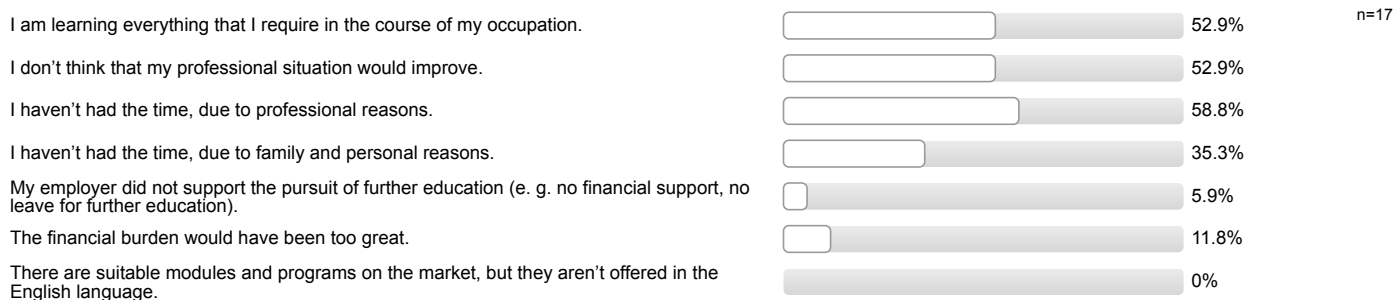 I am learning everything that I require in the course of my occupation. 52.9% n=17
I don’t think that my professional situation would improve. 52.9%
I haven’t had the time, due to professional reasons. 58.8%
I haven’t had the time, due to family and personal reasons. 35.3%
My employer did not support the pursuit of further education (e. g. no financial support, no
leave for further education). 5.9%
The financial burden would have been too great. 11.8%
There are suitable modules and programs on the market, but they aren’t offered in the
English language. 0%